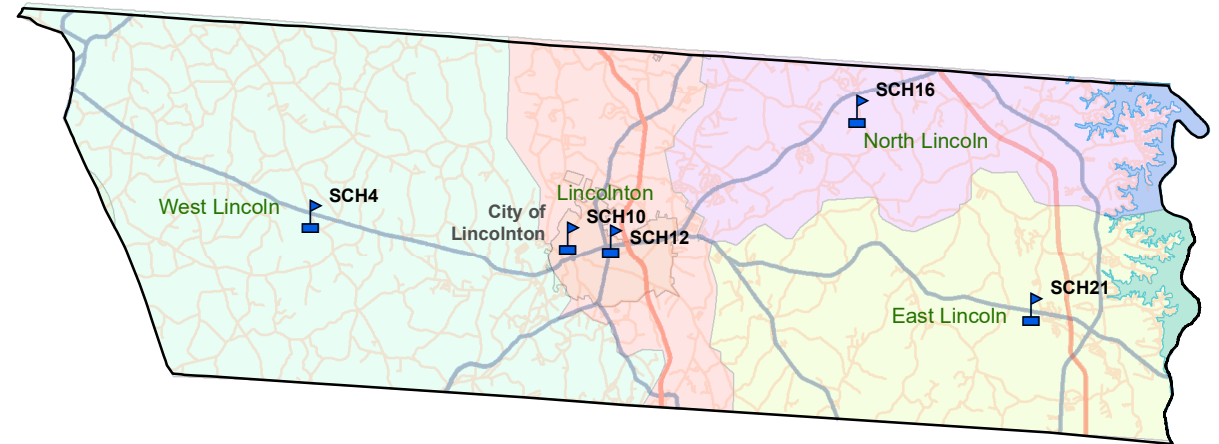 SCH16
North Lincoln
Lincolnton
SCH4
West Lincoln
City of
Lincolnton
SCH10
SCH12
SCH21
East Lincoln